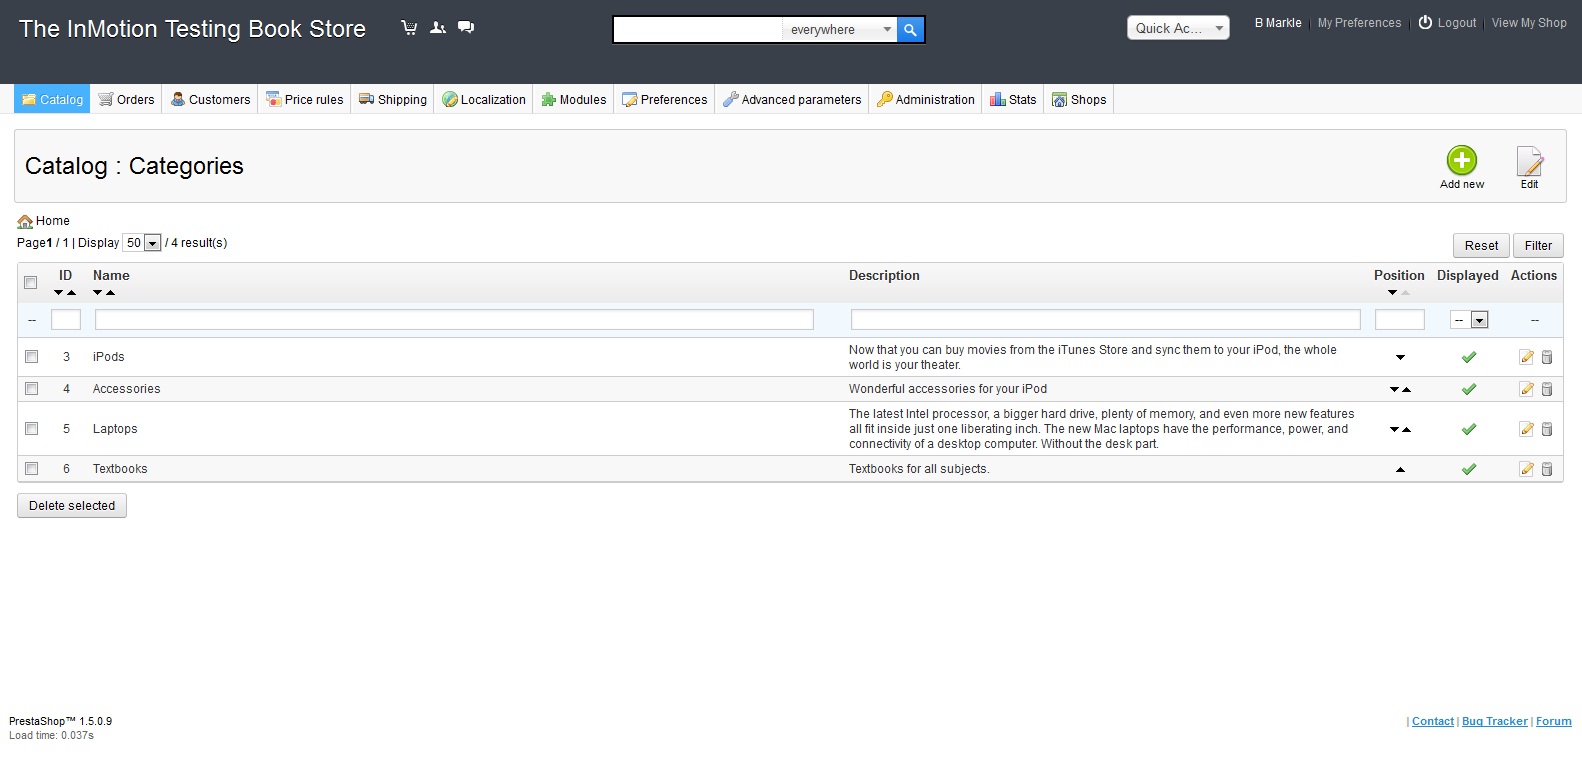 The InMotion Testing Book Store
everywhere
Quick Ac...
B Markle | My Preferences | Logout | View My Shop
Catalog Orders Customers Price rules Shipping Localization Modules Preferences Advanced parameters Administration Stats Shops
Catalog : Categories
Add new Edit
Home
Page1 / 1 | Display 50 / 4 result(s)
Reset Filter
ID Name Description Position Displayed Actions
-- -- --
3 iPods Now that you can buy movies from the iTunes Store and sync them to your iPod, the whole
world is your theater.
4 Accessories Wonderful accessories for your iPod
5 Laptops The latest Intel processor, a bigger hard drive, plenty of memory, and even more new features
all fit inside just one liberating inch. The new Mac laptops have the performance, power, and
connectivity of a desktop computer. Without the desk part.
6 Textbooks Textbooks for all subjects.
Delete selected
PrestaShop™ 1.5.0.9
Load time: 0.037s
| Contact | Bug Tracker | Forum